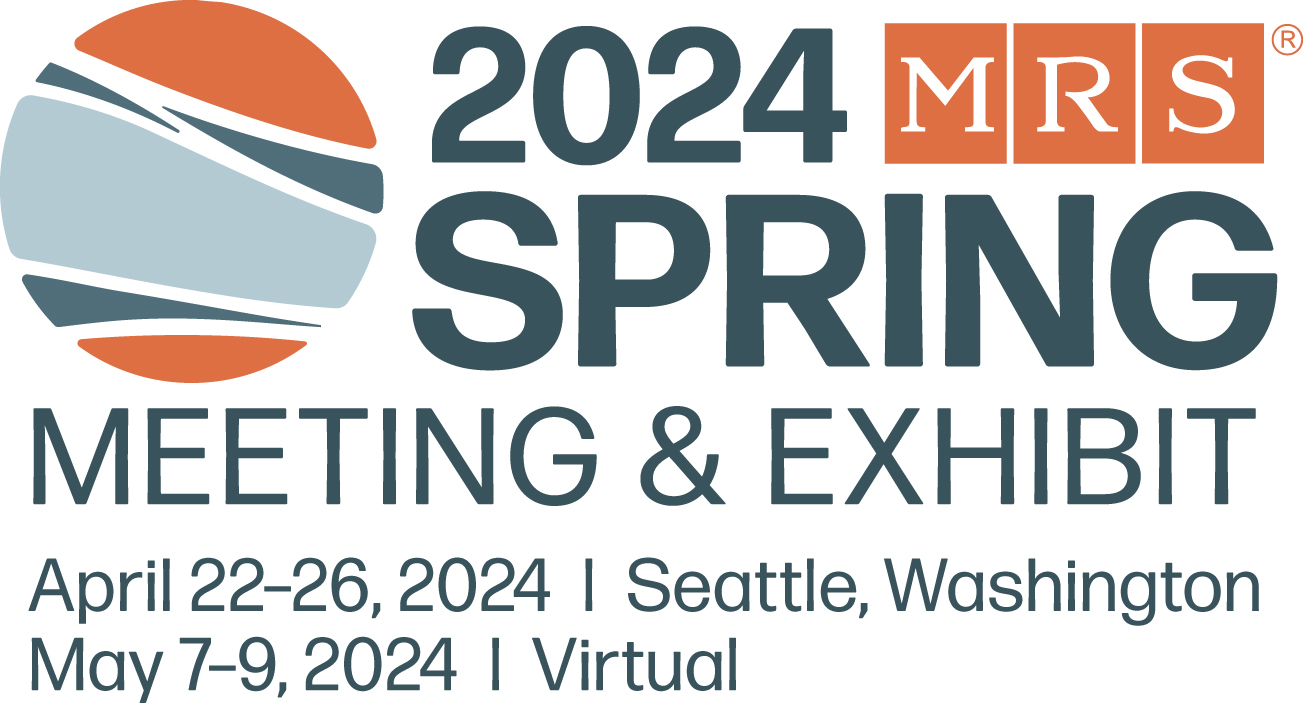 2024 MRS®
SPRING
MEETING & EXHIBIT
April 22–26, 2024 | Seattle, Washington
May 7–9, 2024 | Virtual